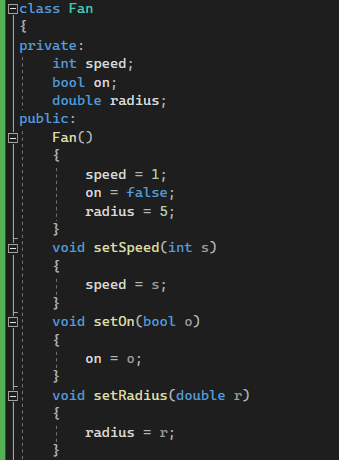 class Fan
{
private:
    int speed;
    bool on;
    double radius;
public:
    Fan()
    {
        speed = 1;
        on = false;
        radius = 5;
    }
    void setSpeed(int s)
    {
        speed = s;
    }
    void setOn(bool o)
    {
        on = o;
    }
    void setRadius(double r)
    {
        radius = r;
    }